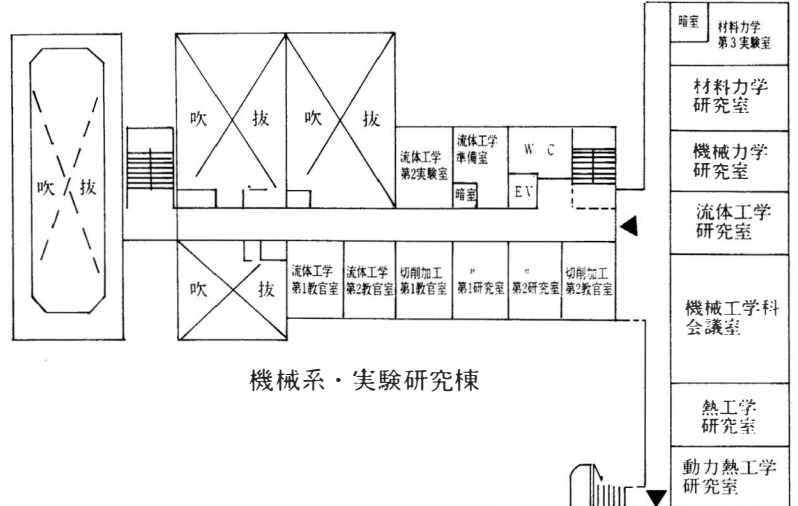 暗室
材料力学
第3実験室
材料力学
研究室
機械力学
研究室
流体工学
研究室
機械工学科
会議室
熱工学
研究室
動力熱工学
研究室
吹抜
吹抜
吹抜
流体工学
第2実験室
流体工学
準備室
暗室
WC
EV
吹抜
流体工学
第1教官室
流体工学
第2教官室
切削加工
第1教官室
〃
第1研究室
〃
第2研究室
切削加工
第2教官室
機械系・実験研究棟